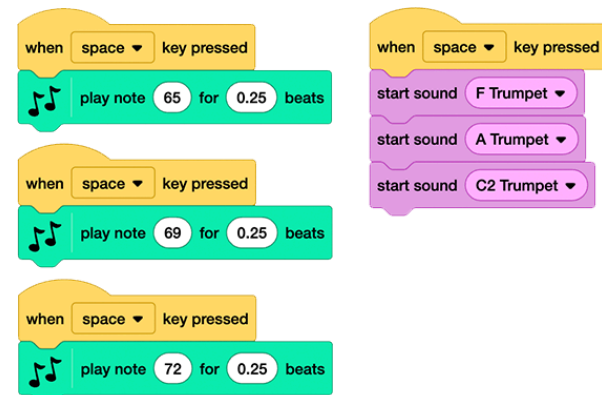 when space key pressed
play note 65 for 0.25 beats
when space key pressed
play note 69 for 0.25 beats
when space key pressed
play note 72 for 0.25 beats
when space key pressed
start sound F Trumpet
start sound A Trumpet
start sound C2 Trumpet